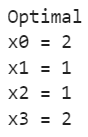 Optimal
x0 = 2
x1 = 1
x2 = 1
x3 = 2